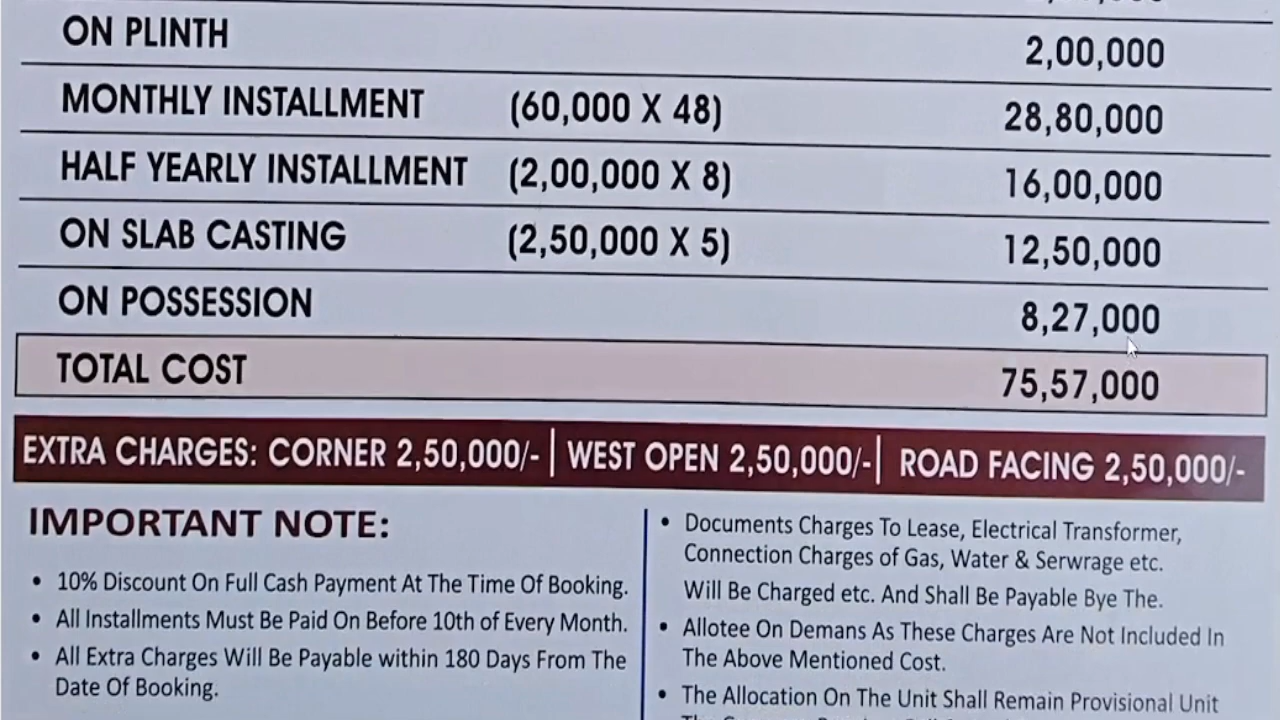 ON PLINTH 2,00,000
MONTHLY INSTALLMENT (60,000 X 48) 28,80,000
HALF YEARLY INSTALLMENT (2,00,000 X 8) 16,00,000
ON SLAB CASTING (2,50,000 X 5) 12,50,000
ON POSSESSION 8,27,000
TOTAL COST 75,57,000
EXTRA CHARGES: CORNER 2,50,000/- | WEST OPEN 2,50,000/- | ROAD FACING 2,50,000/-
IMPORTANT NOTE:
• 10% Discount On Full Cash Payment At The Time Of Booking.
• All Installments Must Be Paid On Before 10th of Every Month.
• All Extra Charges Will Be Payable within 180 Days From The
Date Of Booking.
• Documents Charges To Lease, Electrical Transformer,
Connection Charges of Gas, Water & Serwrage etc.
Will Be Charged etc. And Shall Be Payable Bye The.
• Allotee On Demans As These Charges Are Not Included In
The Above Mentioned Cost.
• The Allocation On The Unit Shall Remain Provisional Unit